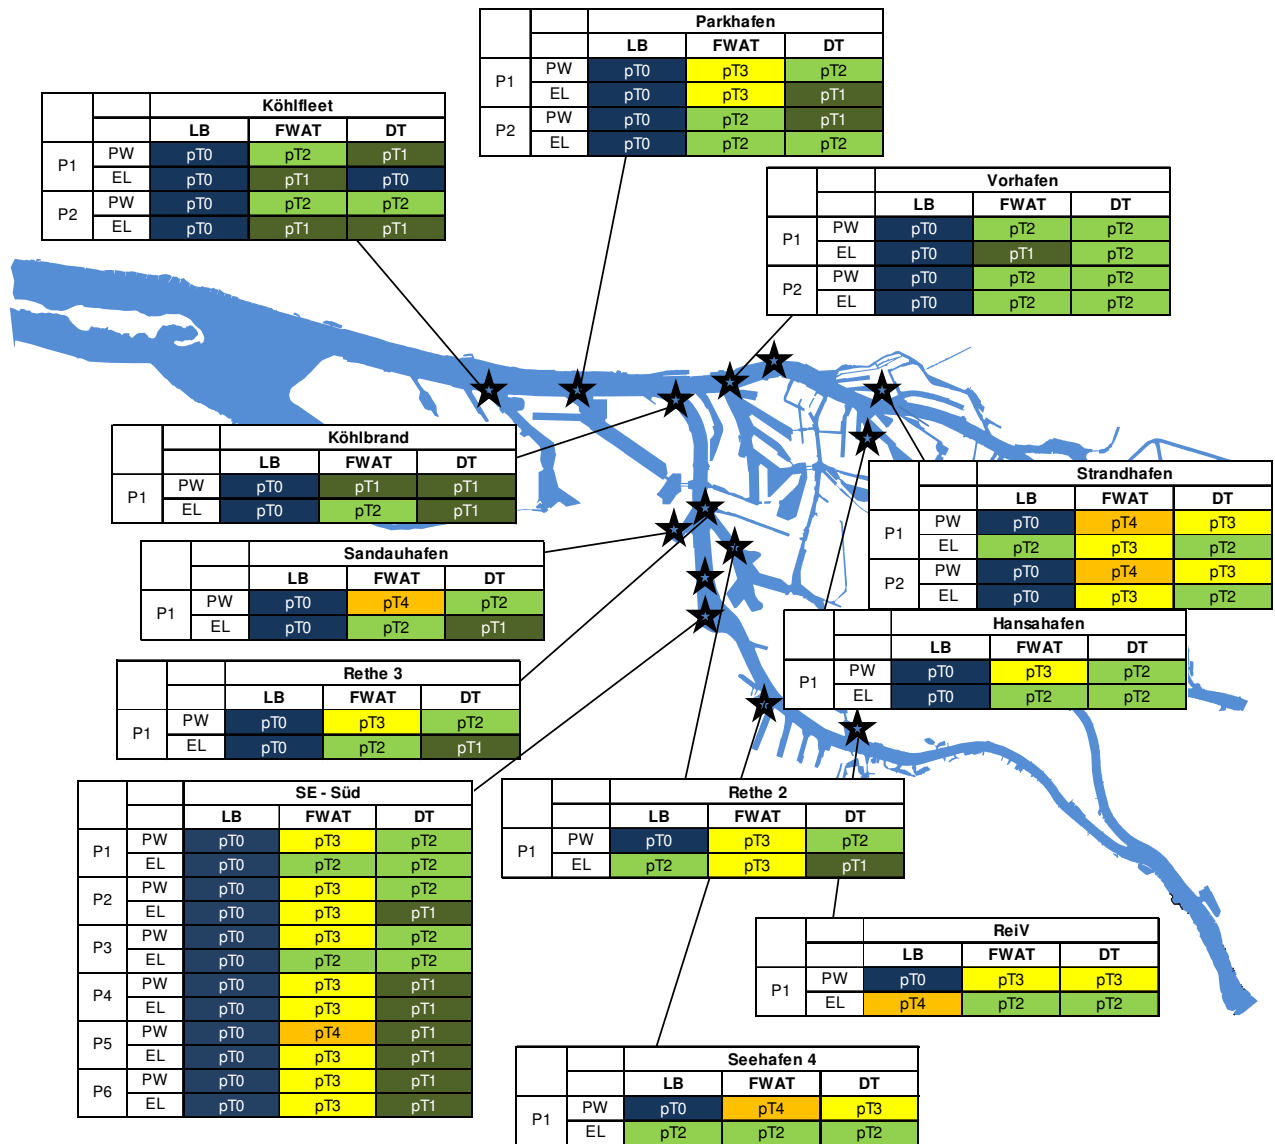 Parkhafen
LB FWAT DT
P1 PW pT0 pT3 pT2
EL pT0 pT3 pT1
P2 PW pT0 pT2 pT1
EL pT0 pT2 pT2
Köhlfleet
LB FWAT DT
P1 PW pT0 pT2 pT1
EL pT0 pT1 pT0
P2 PW pT0 pT2 pT2
EL pT0 pT1 pT1
Vorhafen
LB FWAT DT
P1 PW pT0 pT2 pT2
EL pT0 pT1 pT2
P2 PW pT0 pT2 pT2
EL pT0 pT2 pT2
Köhlbrand
LB FWAT DT
P1 PW pT0 pT1 pT1
EL pT0 pT2 pT1
Strandhafen
LB FWAT DT
P1 PW pT0 pT4 pT3
EL pT2 pT3 pT2
P2 PW pT0 pT4 pT3
EL pT0 pT3 pT2
Sandauhafen
LB FWAT DT
P1 PW pT0 pT4 pT2
EL pT0 pT2 pT1
Hansahafen
LB FWAT DT
P1 PW pT0 pT3 pT2
EL pT0 pT2 pT2
Rethe 3
LB FWAT DT
P1 PW pT0 pT3 pT2
EL pT0 pT2 pT1
SE - Süd
LB FWAT DT
P1 PW pT0 pT3 pT2
EL pT0 pT2 pT2
P2 PW pT0 pT3 pT2
EL pT0 pT3 pT1
P3 PW pT0 pT3 pT2
EL pT0 pT2 pT2
P4 PW pT0 pT3 pT1
EL pT0 pT3 pT1
P5 PW pT0 pT4 pT1
EL pT0 pT3 pT1
P6 PW pT0 pT3 pT1
EL pT0 pT3 pT1
Rethe 2
LB FWAT DT
P1 PW pT0 pT3 pT2
EL pT2 pT3 pT1
ReiV
LB FWAT DT
P1 PW pT0 pT3 pT3
EL pT4 pT2 pT2
Seehafen 4
LB FWAT DT
P1 PW pT0 pT4 pT3
EL pT2 pT2 pT2